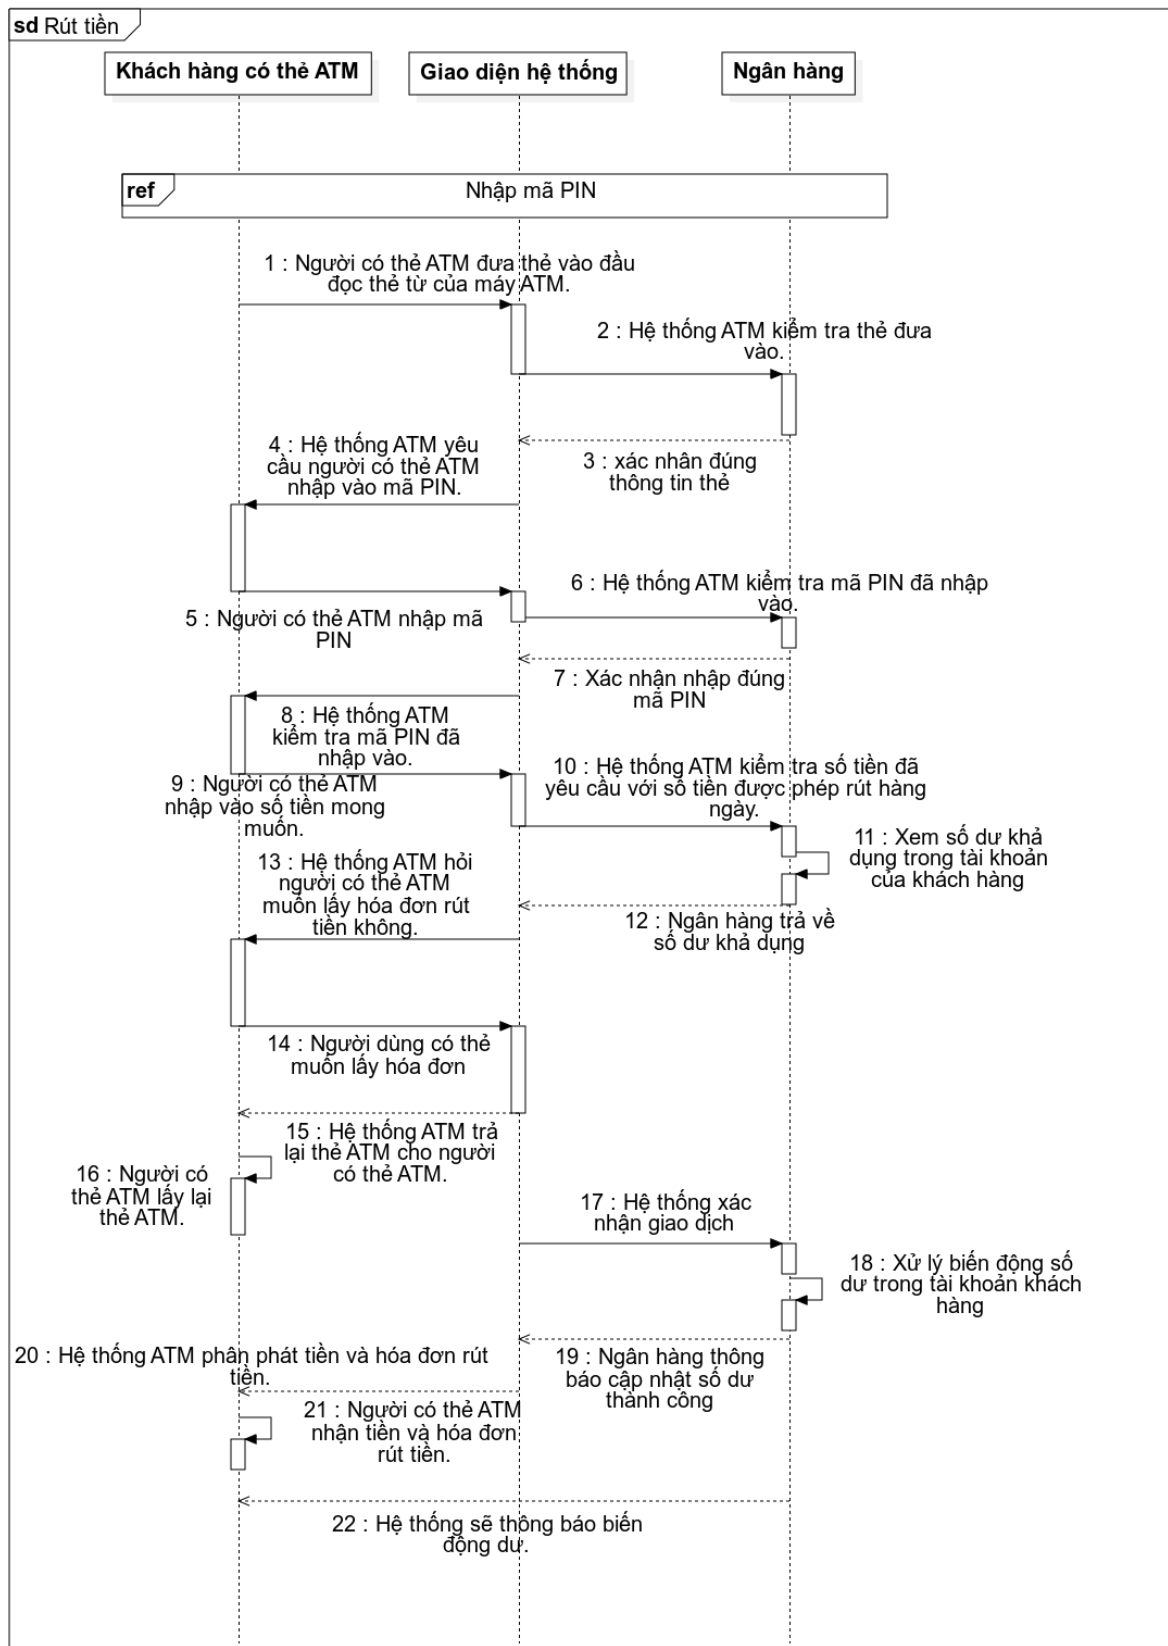 sd Rút tiền
Khách hàng có thẻ ATM
Giao diện hệ thống
Ngân hàng
ref
Nhập mã PIN
1 : Người có thẻ ATM đưa thẻ vào đầu
đọc thẻ từ của máy ATM.
2 : Hệ thống ATM kiểm tra thẻ đưa
vào.
3 : xác nhân đúng
thông tin thẻ
4 : Hệ thống ATM yêu
cầu người có thẻ ATM
nhập vào mã PIN.
5 : Người có thẻ ATM nhập mã
PIN
6 : Hệ thống ATM kiểm tra mã PIN đã nhập
vào.
7 : Xác nhận nhập đúng
mã PIN
8 : Hệ thống ATM
kiểm tra mã PIN đã
nhập vào.
9 : Người có thẻ ATM
nhập vào số tiền mong
muốn.
10 : Hệ thống ATM kiểm tra số tiền đã
yêu cầu với số tiền được phép rút hàng
ngày.
11 : Xem số dư khả
dụng trong tài khoản
của khách hàng
12 : Ngân hàng trả về
số dư khả dụng
13 : Hệ thống ATM hỏi
người có thẻ ATM
muốn lấy hóa đơn rút
tiền không.
14 : Người dùng có thẻ
muốn lấy hóa đơn
15 : Hệ thống ATM trả
lại thẻ ATM cho người
có thẻ ATM.
16 : Người có
thẻ ATM lấy lại
thẻ ATM.
17 : Hệ thống xác
nhận giao dịch
18 : Xử lý biến động số
dư trong tài khoản khách
hàng
19 : Ngân hàng thông
báo cập nhật số dư
thành công
20 : Hệ thống ATM phân phát tiền và hóa đơn rút
tiền.
21 : Người có thẻ ATM
nhận tiền và hóa đơn
rút tiền.
22 : Hệ thống sẽ thông báo biến
động dư.